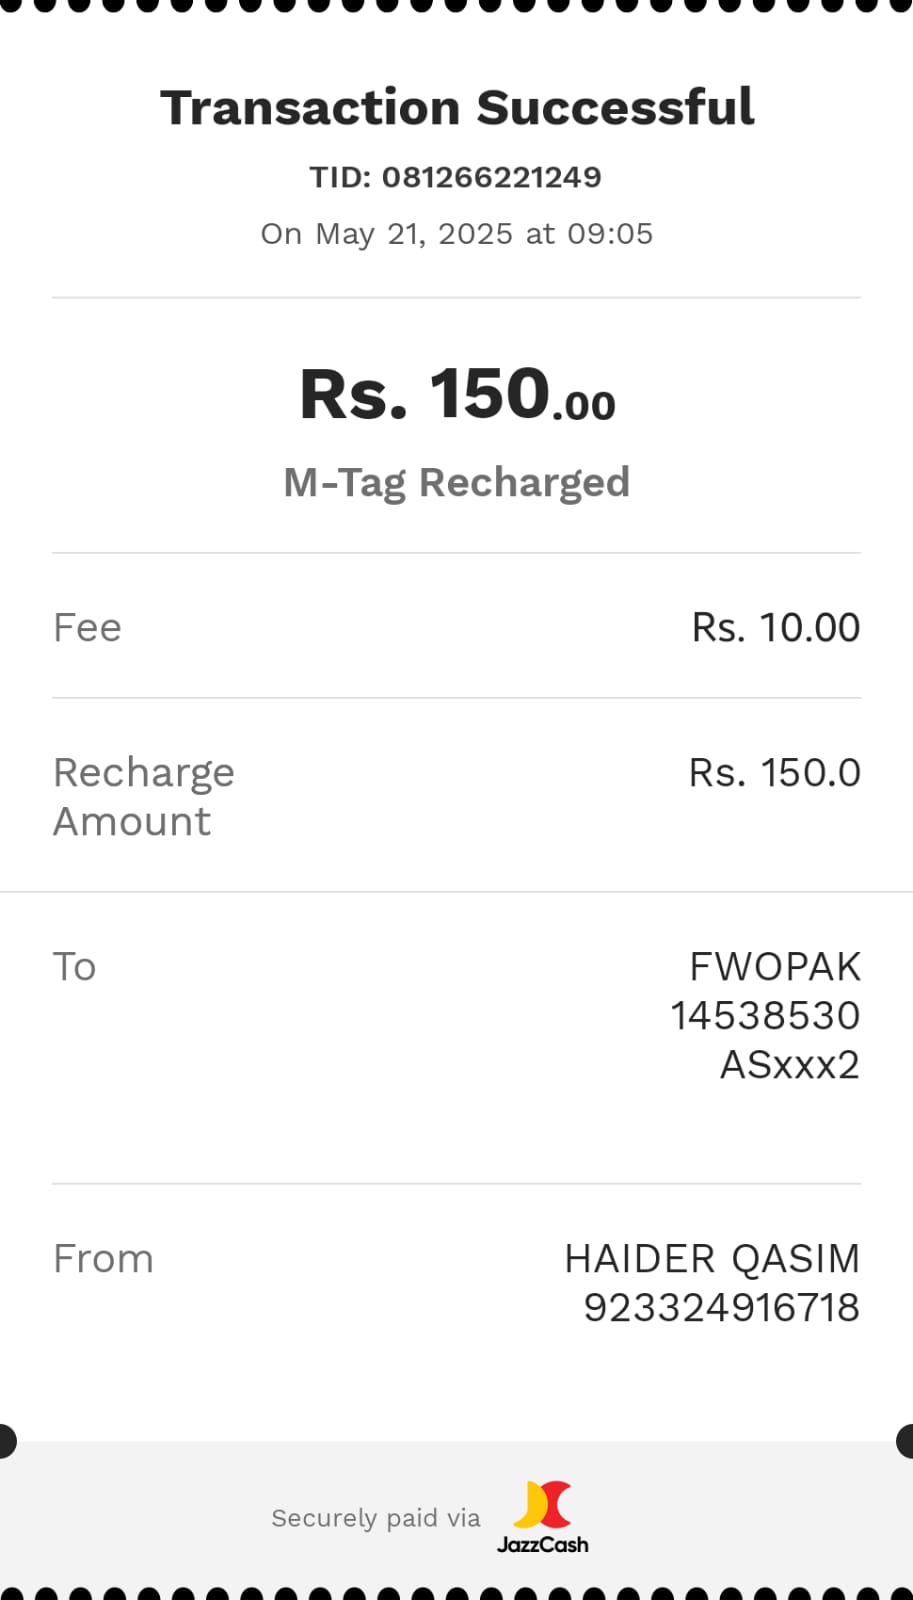 Transaction Successful
TID: 081266221249
On May 21, 2025 at 09:05
Rs. 150.00
M-Tag Recharged
Fee Rs. 10.00
Recharge Rs. 150.0
Amount
To FWOPAK
14538530
ASxxx2
From HAIDER QASIM
923324916718
Securely paid via
JazzCash